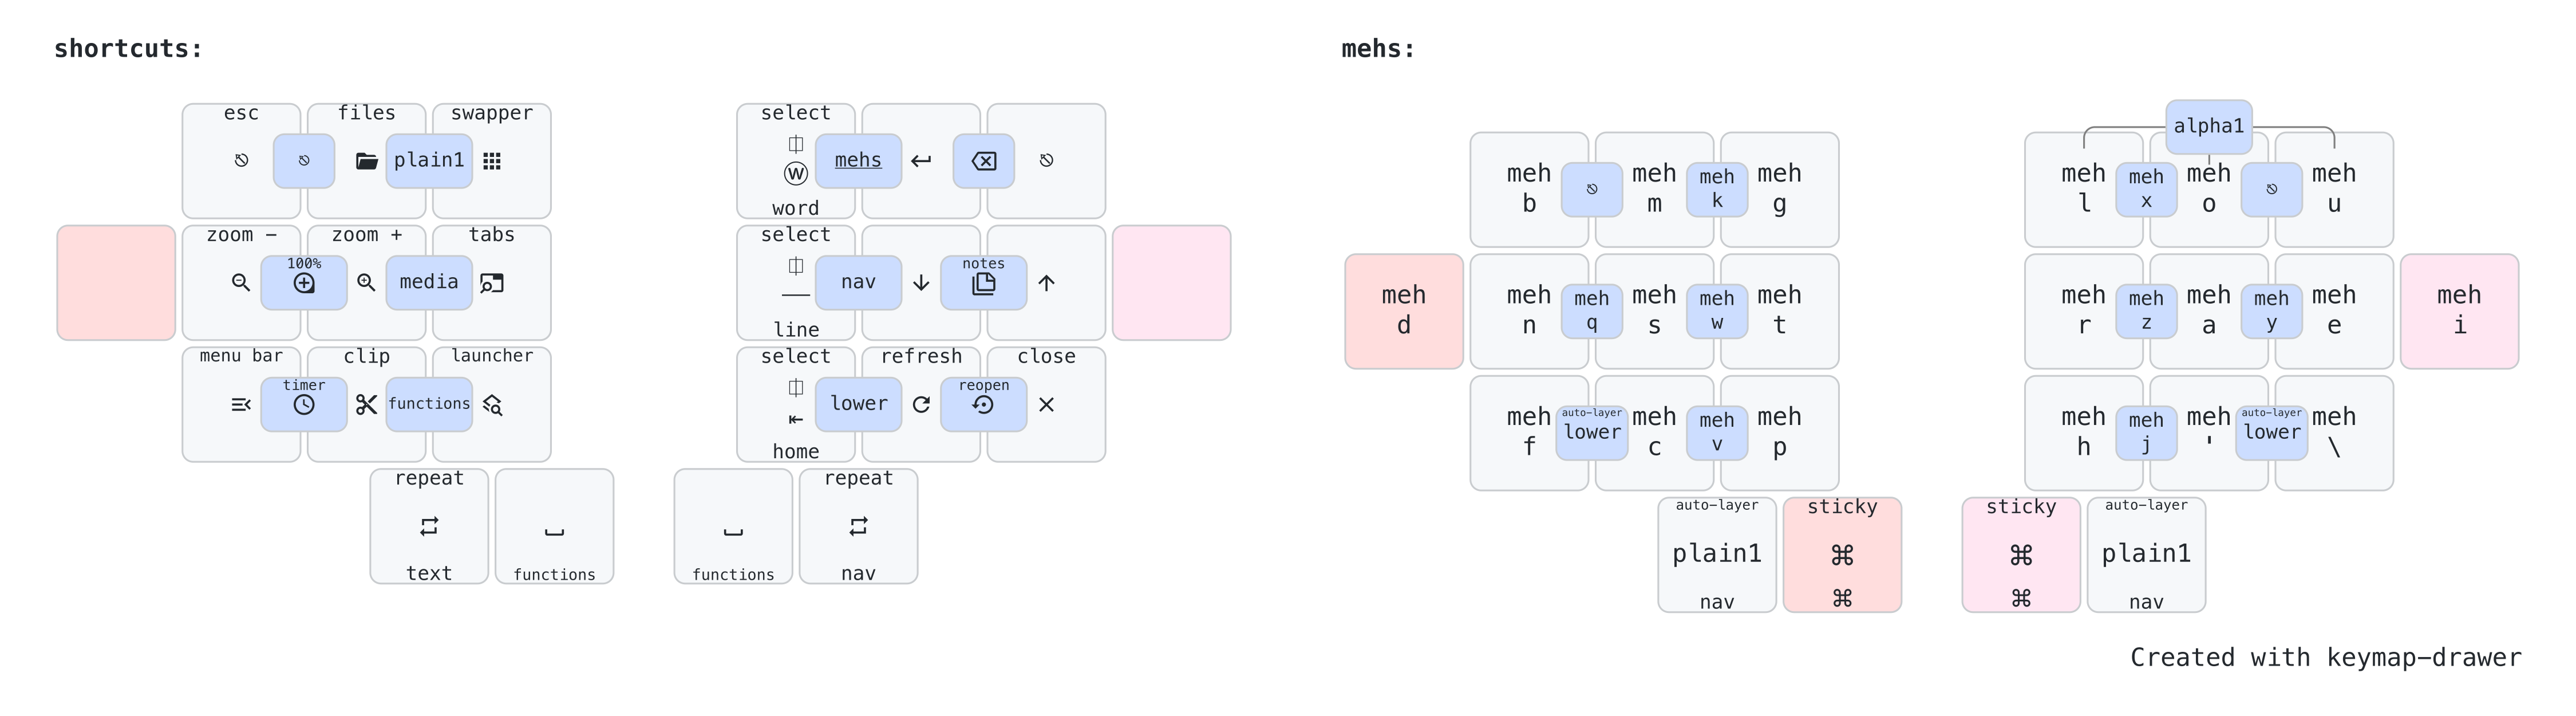 shortcuts:
esc files swapper
⎋ ⎋ plain1
select
Ⓦ mehs ↵ ⌫ ⎋
word
zoom − zoom + tabs
100%
media
select
nav ↓ notes ↑
line
menu bar clip launcher
timer functions
select refresh close
⇤ lower reopen ×
home
repeat
text
␣
functions
␣
functions
repeat
nav
mehs:
meh b ⎋ meh m meh k meh g
alpha1
meh l meh x meh o ⎋ meh u
meh d
meh n meh q meh s meh w meh t
meh r meh z meh a meh y meh e
meh i
meh f auto-layer lower meh c meh v meh p
meh h meh j meh ' auto-layer lower meh \
auto-layer
plain1
nav
sticky
⌘
⌘
sticky
⌘
⌘
auto-layer
plain1
nav
Created with keymap-drawer